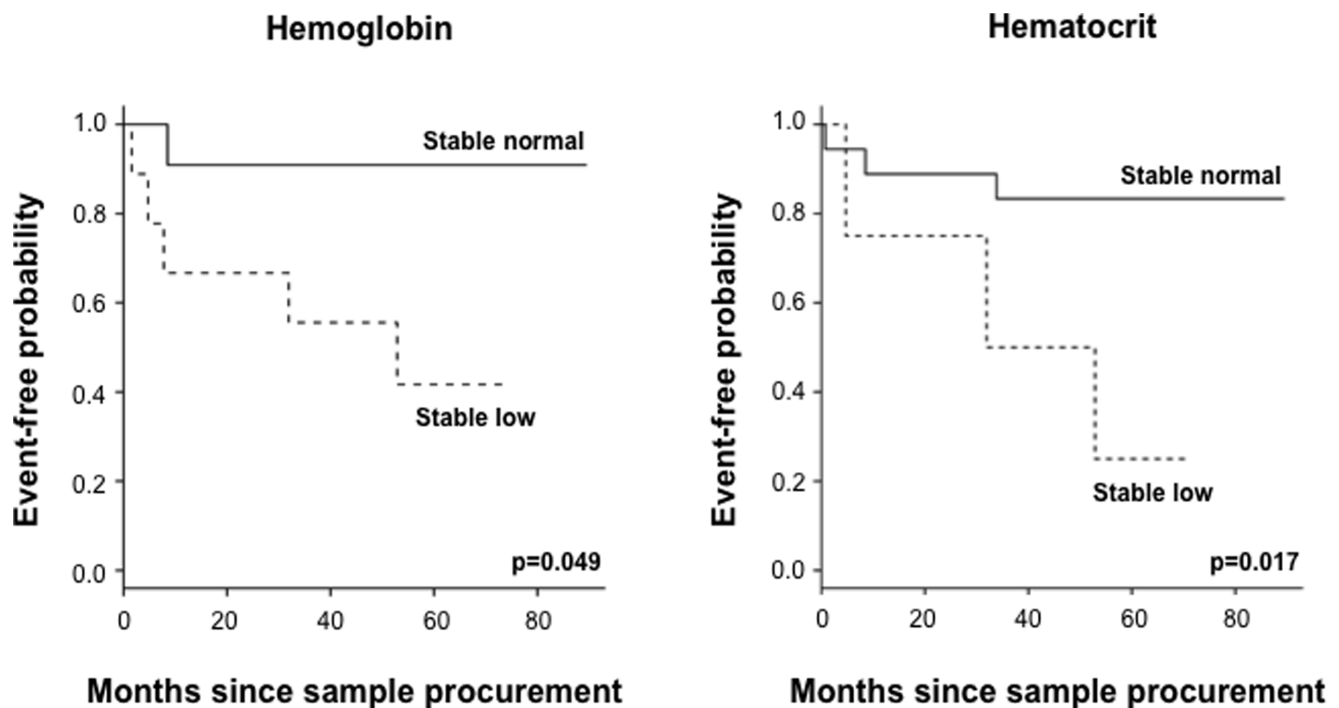 Hemoglobin
Event-free probability
1.0
0.8
0.6
0.4
0.2
0.0
Stable normal
Stable low
p=0.049
0 20 40 60 80
Months since sample procurement
Hematocrit
Event-free probability
1.0
0.8
0.6
0.4
0.2
0.0
Stable normal
Stable low
p=0.017
0 20 40 60 80
Months since sample procurement